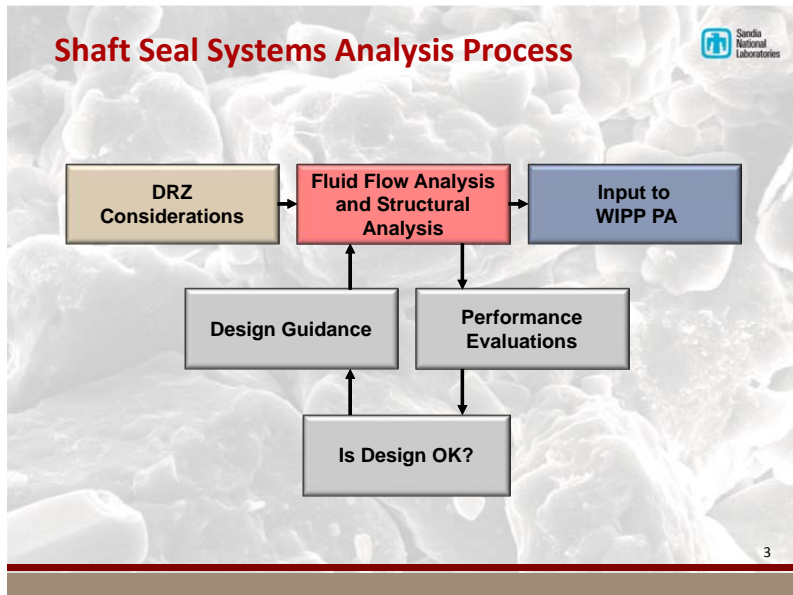 Shaft Seal Systems Analysis Process
Sandia
National
Laboratories
DRZ
Considerations
Fluid Flow Analysis
and Structural
Analysis
Input to
WIPP PA
Design Guidance
Performance
Evaluations
Is Design OK?
3